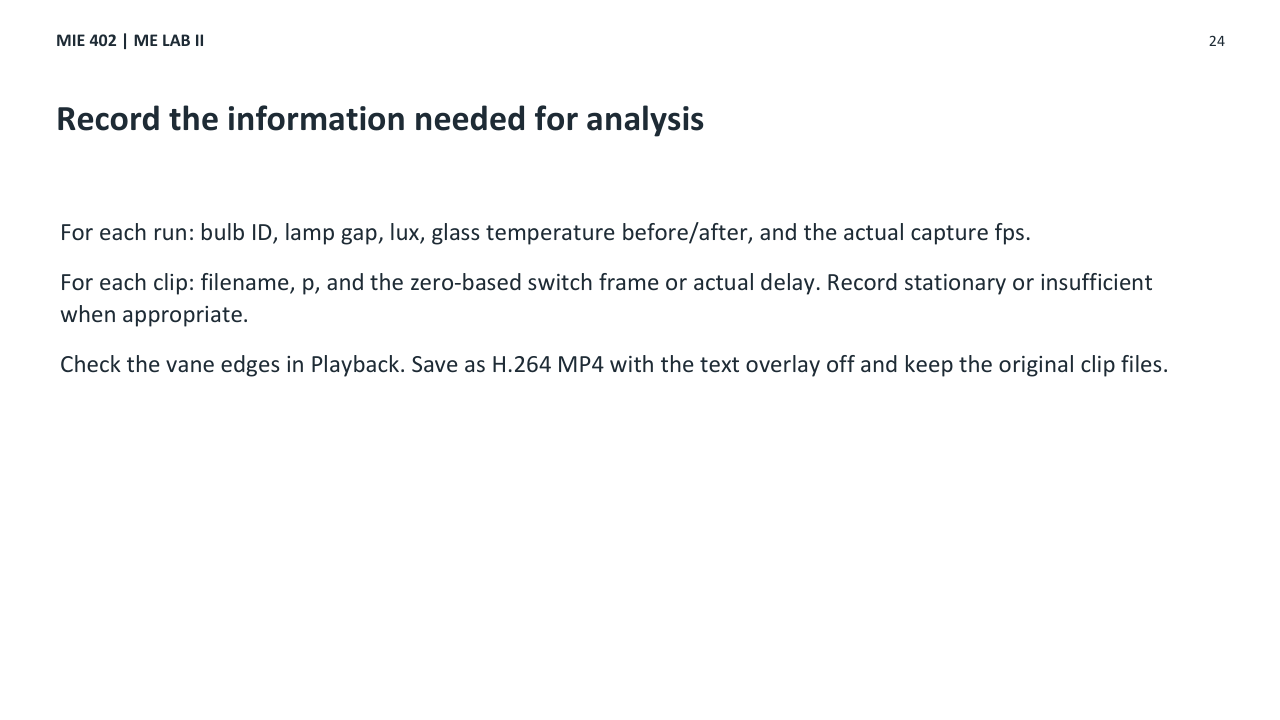 MIE 402 | ME LAB II
24
Record the information needed for analysis
For each run: bulb ID, lamp gap, lux, glass temperature before/after, and the actual capture fps.
For each clip: filename, p, and the zero-based switch frame or actual delay. Record stationary or insufficient
when appropriate.
Check the vane edges in Playback. Save as H.264 MP4 with the text overlay off and keep the original clip files.